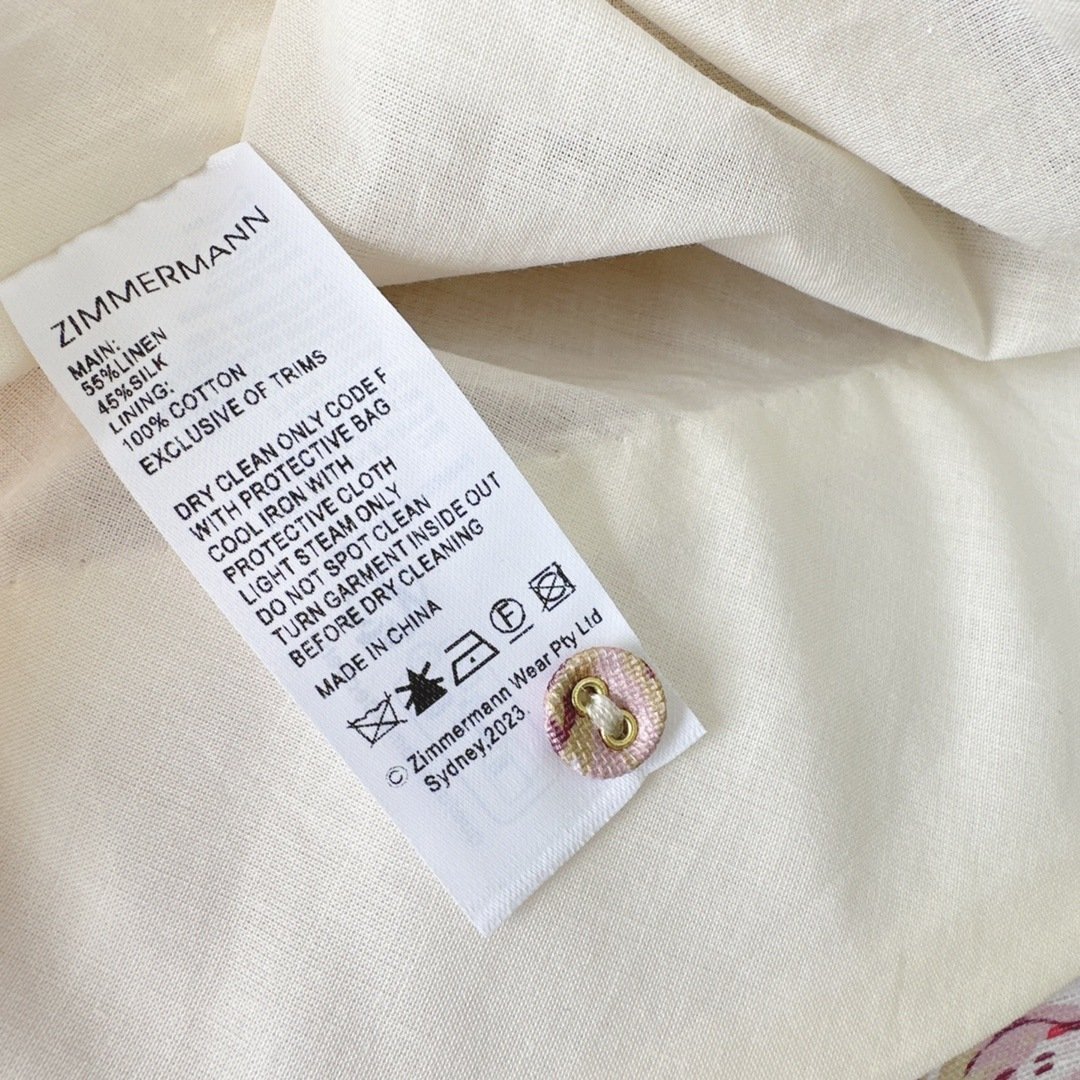 ZIMMERMANN
MAIN:
55%LINEN
45%SILK
LINING:
100% COTTON
EXCLUSIVE OF TRIMS
DRY CLEAN ONLY CODE F
WITH PROTECTIVE BAG
COOL IRON WITH
PROTECTIVE CLOTH
LIGHT STEAM ONLY
DO NOT SPOT CLEAN
TURN GARMENT INSIDE OUT
BEFORE DRY CLEANING
MADE IN CHINA
F
© Zimmermann Wear Pty Ltd
Sydney,2023